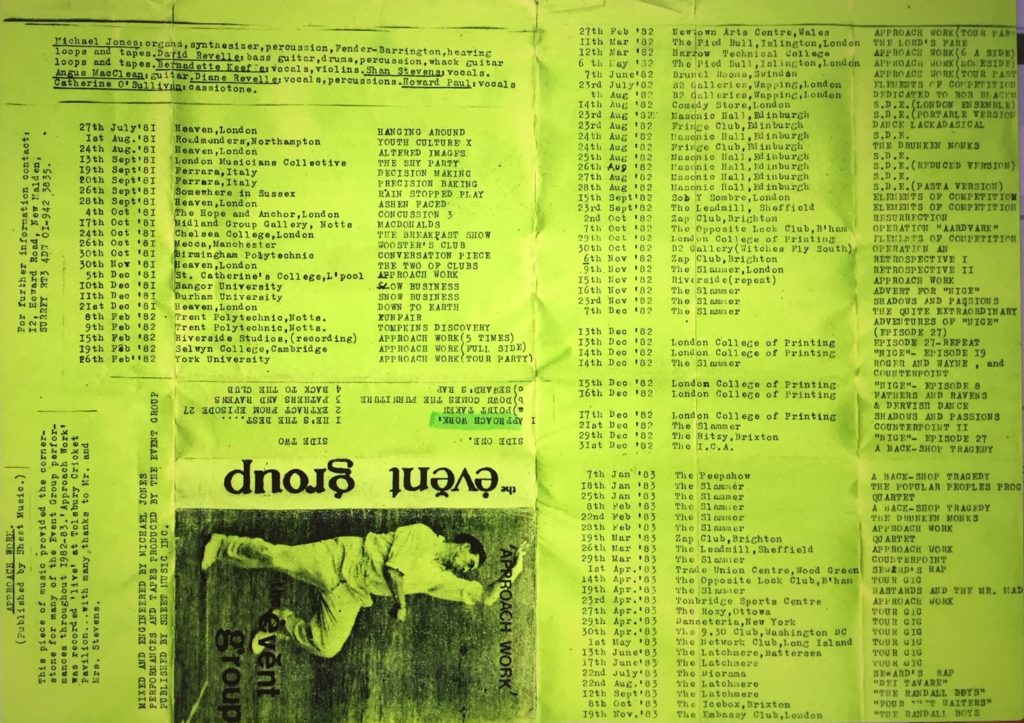 Michael Jones:organs,synthesizer,percussion,Fender-Barrington,heaving
loops and tapes.David Revelle:bass guitar,drums,percussion,whack guitar
loops and tapes.Bernadette Keef's:vocals,violins.Shan Stevens:vocals.
Angus MacClean:guitar,Diane Revelle:vocals,percussions.Howard Paul:vocals
Catherine O'Sullivan:cassiotone.
For further information contact:
12, Howard Road, New Malden,
SURREY KT3 4D7 01-942 3835.
27th July'81 Heaven,London HANGING AROUND
1st Aug.'81 Roadmenders,Northampton YOUTH CULTURE X
24th Aug.'81 Heaven,London ALTERED IMAGES
13th Sept'81 London Musicians Collective THE SHY PARTY
19th Sept'81 Ferrara,Italy DECISION MAKING
20th Sept'81 Ferrara,Italy PRECISION BAKING
26th Sept'81 Somewhere in Sussex RAIN STOPPED PLAY
28th Sept'81 Heaven,London ASHEN FACED
4th Oct '81 The Hope and Anchor,London CONCUSSION 3
17th Oct '81 Midland Group Gallery, Notts MACDONALDS
24th Oct '81 Chelsea College,London THE BREAKFAST SHOW
26th Oct '81 Mecca,Manchester WOOSTER'S CLUB
30th Oct '81 Birmingham Polytechnic CONVERSATION PIECE
30th Nov '81 Heaven,London THE TWO OF CLUBS
5th Dec '81 St. Catherine's College,L'pool APPROACH WORK
10th Dec '81 Bangor University SLOW BUSINESS
11th Dec '81 Durham University SNOW BUSINESS
21st Dec '81 Heaven,London DOWN TO EARTH
8th Feb '82 Trent Polytechnic,Notts. FUNFAIR
9th Feb '82 Trent Polytechnic,Notts. TOMPKINS DISCOVERY
15th Feb '82 Riverside Studios,(recording) APPROACH WORK(5 TIMES)
19th Feb '82 Selwyn College,Cambridge APPROACH WORK(FULL SIDE)
26th Feb '82 York University APPROACH WORK(TOUR PARTY)
SIDE ONE.
I APPROACH WORK:
a)POINT TAKEN
b)DOWN COMES THE FURNITURE
c)SEWARD'S RAP
SIDE TWO
1 HE'S THE BEST....
2 EXTRACT FROM EPISODE 27
3 FATHERS AND RAVENS
4 BACK TO THE CLUB
APPROACH WORK.
(Published by Sheet Music.)
This piece of music provided the corner-
stone for many of the Event Group perfor-
mances throughout 1982-83.'Approach Work'
was recorded 'live' at Tolsbury Cricket
Pavilion...with many thanks to Mr. and
Mrs. Stevens.
MIXED AND ENGINEERED BY MICHAEL JONES
PERFORMANCES AND TAPES PRODUCED BY THE EVENT GROUP
PUBLISHED BY SHEET MUSIC INC.
the event group
APPROACH WORK
event
group
27th Feb '82 Newtown Arts Centre,Wales APPROACH WORK(TOUR PAR
11th Mar '82 The Pied Bull,Islington,London THE LORD'S FARE
12th Mar '82 Harrow Technical College APPROACH WORK(6 A SIDE)
6 th May '82 The Pied Bull,Islington,London APPROACH WORK
7th June'82 Brunel Rooms,Swindon APPROACH WORK(TOUR PART
23rd July'82 B2 Galleries,Wapping,London ELEMENTS OF COMPETITION
th Aug '82 B2 Galleries,Wapping,London DEDICATED TO BOB
14th Aug '82 Comedy Store,London S.D.E.(LONDON ENSEMBLE)
23rd Aug '82 Masonic Hall,Edinburgh S.D.E.(PORTABLE VERSION
23rd Aug '82 Fringe Club,Edinburgh DANCE LACKADASICAL
24th Aug '82 Masonic Hall,Edinburgh S.D.E.
24th Aug '82 Fringe Club,Edinburgh THE DRUNKEN MONKS
25th Aug '82 Masonic Hall,Edinburgh S.D.E.
26th Aug '82 Masonic Hall,Edinburgh S.D.E.(REDUCED VERSION)
27th Aug '82 Masonic Hall,Edinburgh S.D.E.
28th Aug '82 Masonic Hall,Edinburgh S.D.E.(PASTA VERSION)
15th Sept'82 Sombre,London ELEMENTS OF COMPETITION
23rd Sept'82 The Leadmill, Sheffield ELEMENTS OF COMPETITION
2nd Oct '82 Zap Club,Brighton RESURRECTION
7th Oct '82 The Opposite Lock Club,B'ham OPERATION "AARDVARK"
29th Oct '82 London College of Printing ELEMENTS OF COMPETITION
30th Oct '82 B2 Gallery(Witches Fly South) OPERATION AN
6th Nov '82 Zap Club,Brighton RETROSPECTIVE I
9th Nov '82 The Slammer,London RETROSPECTIVE II
15th Nov '82 Riverside(repeat) APPROACH WORK
16th Nov '82 The Slammer ADVERT FOR "NIGE"
23rd Nov '82 The Slammer SHADOWS AND PASSIONS
7th Dec '82 The Slammer THE QUITE EXTRAORDINARY
ADVENTURES OF "NIGE"
13th Dec '82 (EPISODE 27)
13th Dec '82 London College of Printing EPISODE 27-REPEAT
14th Dec '82 London College of Printing "NIGE"- EPISODE 19
14th Dec '82 The Slammer ROGER AND WAYNE , and
COUNTERPOINT
15th Dec '82 London College of Printing "NIGE"- EPISODE 8
16th Dec '82 London College of Printing FATHERS AND RAVENS
& DERVISH DANCE
17th Dec '82 London College of Printing SHADOWS AND PASSIONS
21st Dec '82 The Slammer COUNTERPOINT II
29th Dec '82 The Ritzy,Brixton "NIGE"- EPISODE 27
31st Dec '82 The I.C.A. A BACK-SHOP TRAGEDY
7th Jan '83 The Peepshow A BACK-SHOP TRAGEDY
18th Jan '83 The Slammer THE POPULAR PEOPLES PROG
25th Jan '83 The Slammer QUARTET
8th Feb '83 The Slammer A BACK-SHOP TRAGEDY
22nd Feb '83 The Slammer THE DRUNKEN MONKS
28th Feb '83 The Slammer APPROACH WORK
19th Mar '83 Zap Club,Brighton QUARTET
26th Mar '83 The Leadmill,Sheffield APPROACH WORK
29th Mar '83 The Slammer COUNTERPOINT
1st Apr.'83 Trade Union Centre,Wood Green SEWARD'S RAP
14th Apr.'83 The Opposite Lock Club,B'ham TOUR GIG
19th Apr.'83 The Slammer BASTARDS AND THE MR. MAD
23rd Apr.'83 Tonbridge Sports Centre APPROACH WORK
27th Apr.'83 The Roxy,Ottowa TOUR GIG
29th Apr.'83 Danceteria,New York TOUR GIG
30th Apr.'83 The 9.30 Club,Washington DC TOUR GIG
1st May '83 The Network Club,Long Island TOUR GIG
13th June'83 The Latchmere,Battersea TOUR GIG
17th June'83 The Latchmere TOUR GIG
22nd July'83 The Diorama SEWARD'S RAP
22nd Aug.'83 The Latchmere "DEI TAVARE"
12th Sept'83 The Latchmere "THE RANDALL BOYS"
8th Oct '83 The Icebox,Brixton "FOUR WAITERS"
19th Nov.'83 The Embassy Club,London "THE RANDALL BOYS